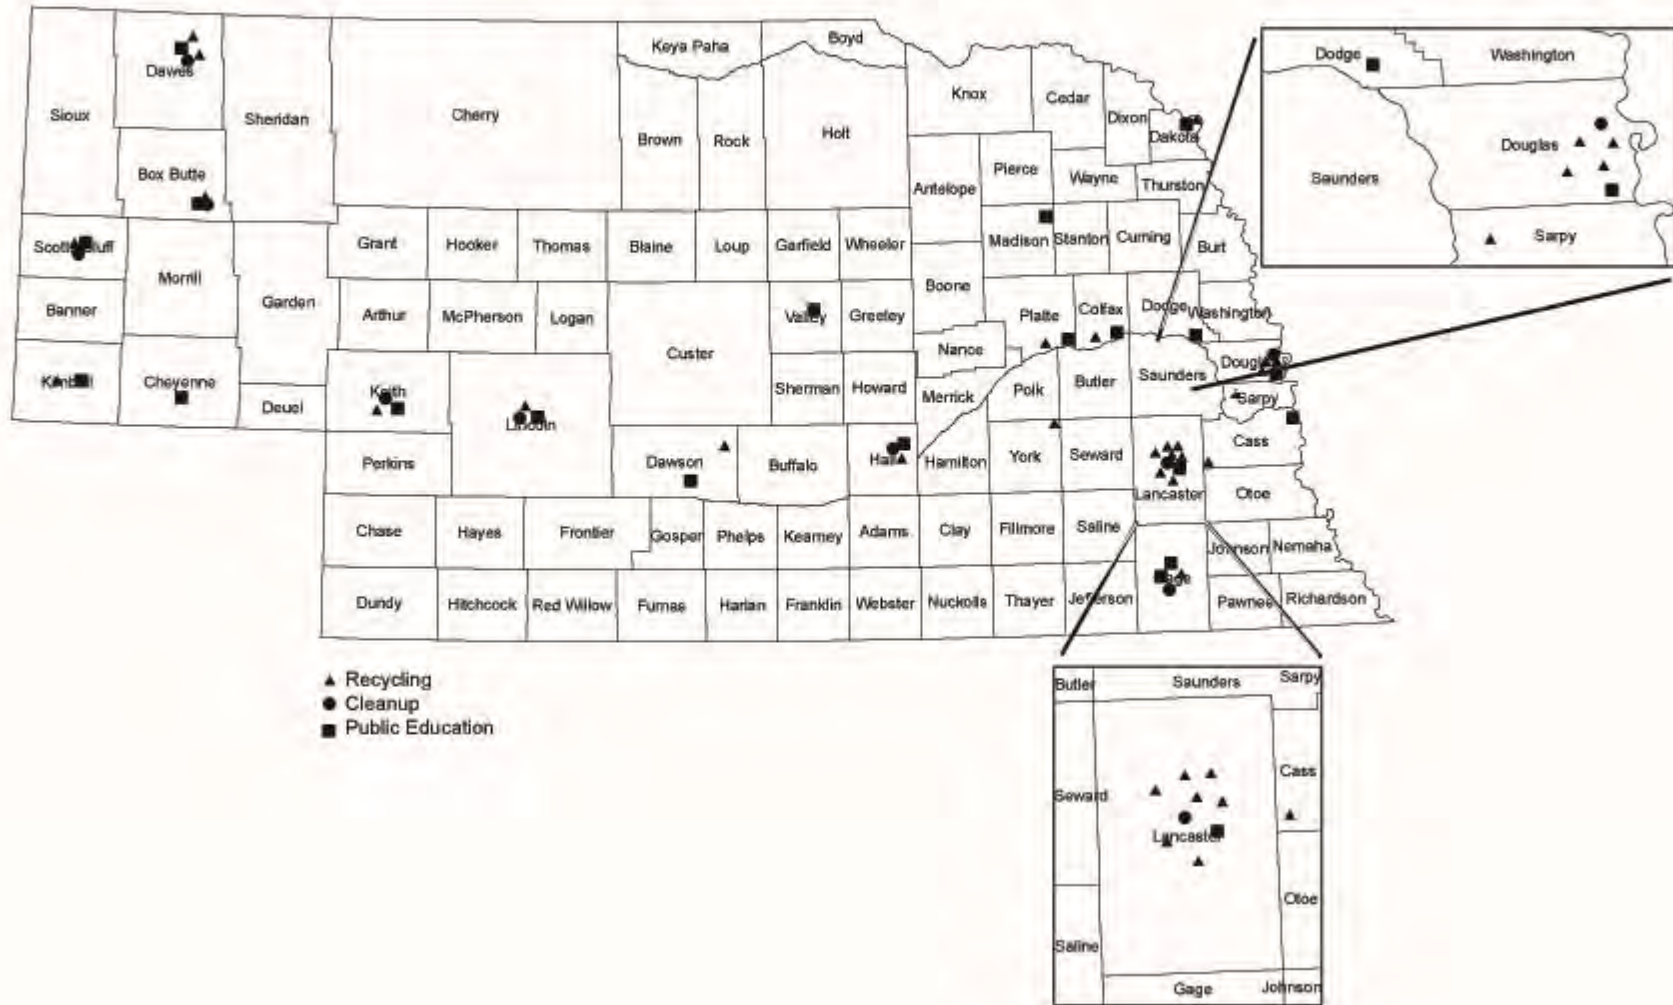 Keya Paha
Boyd
Dawes
Sioux
Sheridan
Cherry
Brown
Rock
Holt
Knox
Cedar
Dixon
Dakota
Box Butte
Antelope
Pierce
Wayne
Thurston
Scotts Bluff
Grant
Hooker
Thomas
Blaine
Loup
Garfield
Wheeler
Madison
Stanton
Cuming
Burt
Morrill
Banner
Garden
Arthur
McPherson
Logan
Valley
Greeley
Boone
Platte
Colfax
Dodge
Washington
Nance
Custer
Kimball
Cheyenne
Deuel
Keith
Lincoln
Sherman
Howard
Merrick
Polk
Butler
Saunders
Douglas
Sarpy
Perkins
Dawson
Buffalo
Hall
Hamilton
York
Seward
Lancaster
Cass
Otoe
Chase
Hayes
Frontier
Gosper
Phelps
Kearney
Adams
Clay
Fillmore
Saline
Johnson
Nemaha
Dundy
Hitchcock
Red Willow
Furnas
Harlan
Franklin
Webster
Nuckolls
Thayer
Jefferson
Gage
Pawnee
Richardson
Dodge
Washington
Douglas
Saunders
Sarpy
Recycling
Cleanup
Public Education
Butler
Saunders
Sarpy
Seward
Cass
Lancaster
Otoe
Saline
Gage
Johnson